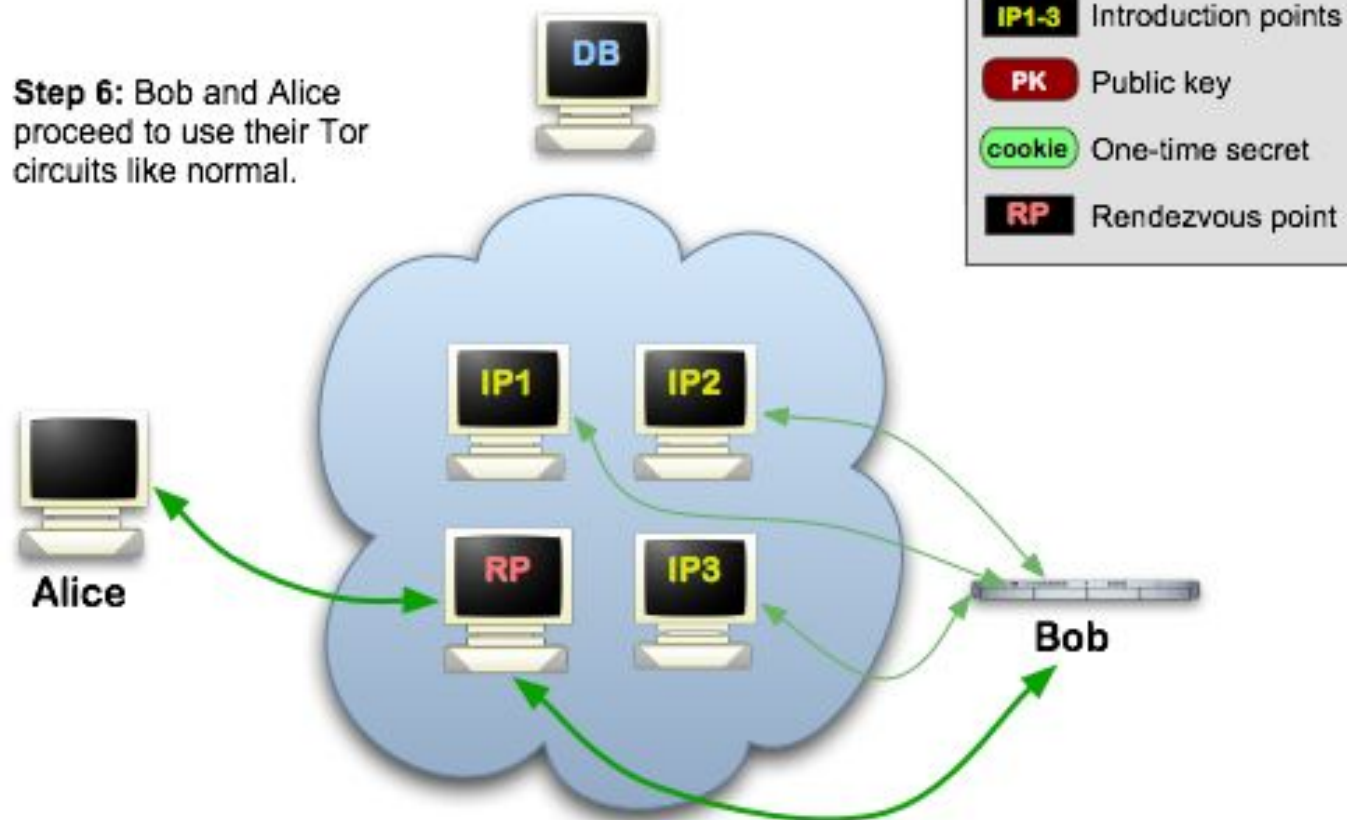 Step 6: Bob and Alice
proceed to use their Tor
circuits like normal.
DB
IP1-3 Introduction points
PK Public key
cookie One-time secret
RP Rendezvous point
IP1
IP2
RP
IP3
Alice
Bob